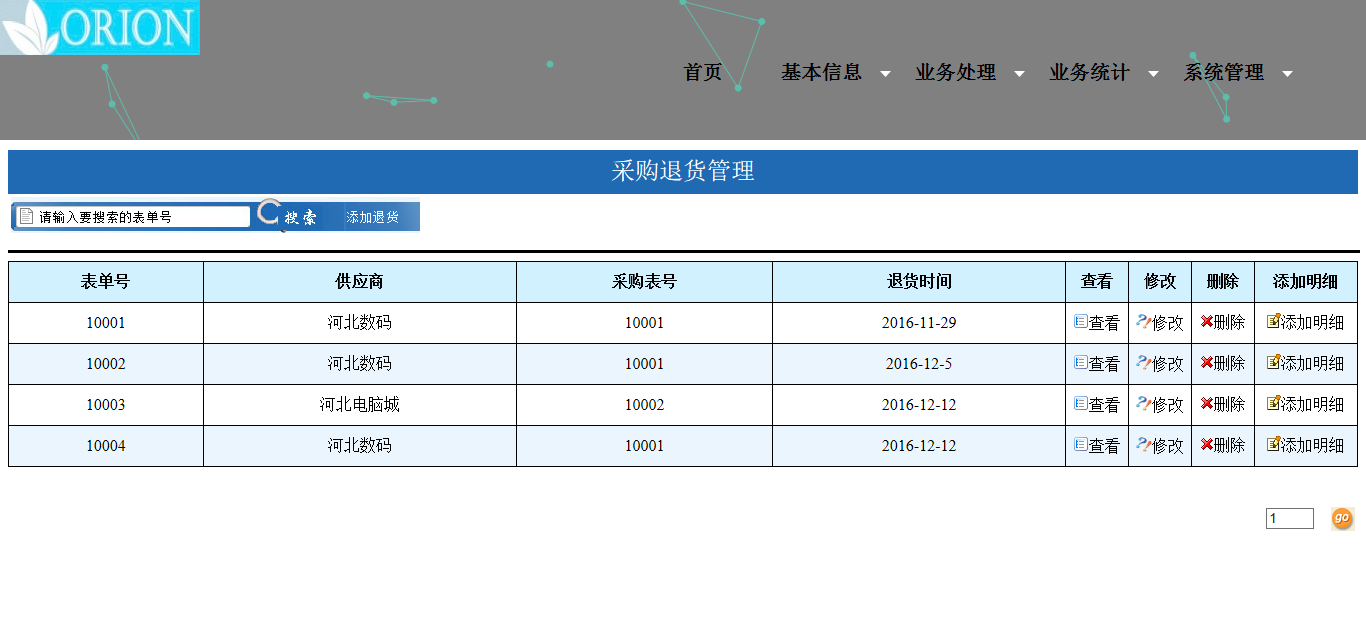 ORION
首页 基本信息 业务处理 业务统计 系统管理
采购退货管理
请输入要搜索的表单号 搜索 添加退货
表单号 供应商 采购表号 退货时间 查看 修改 删除 添加明细
10001 河北数码 10001 2016-11-29 查看 修改 删除 添加明细
10002 河北数码 10001 2016-12-5 查看 修改 删除 添加明细
10003 河北电脑城 10002 2016-12-12 查看 修改 删除 添加明细
10004 河北数码 10001 2016-12-12 查看 修改 删除 添加明细
1 go